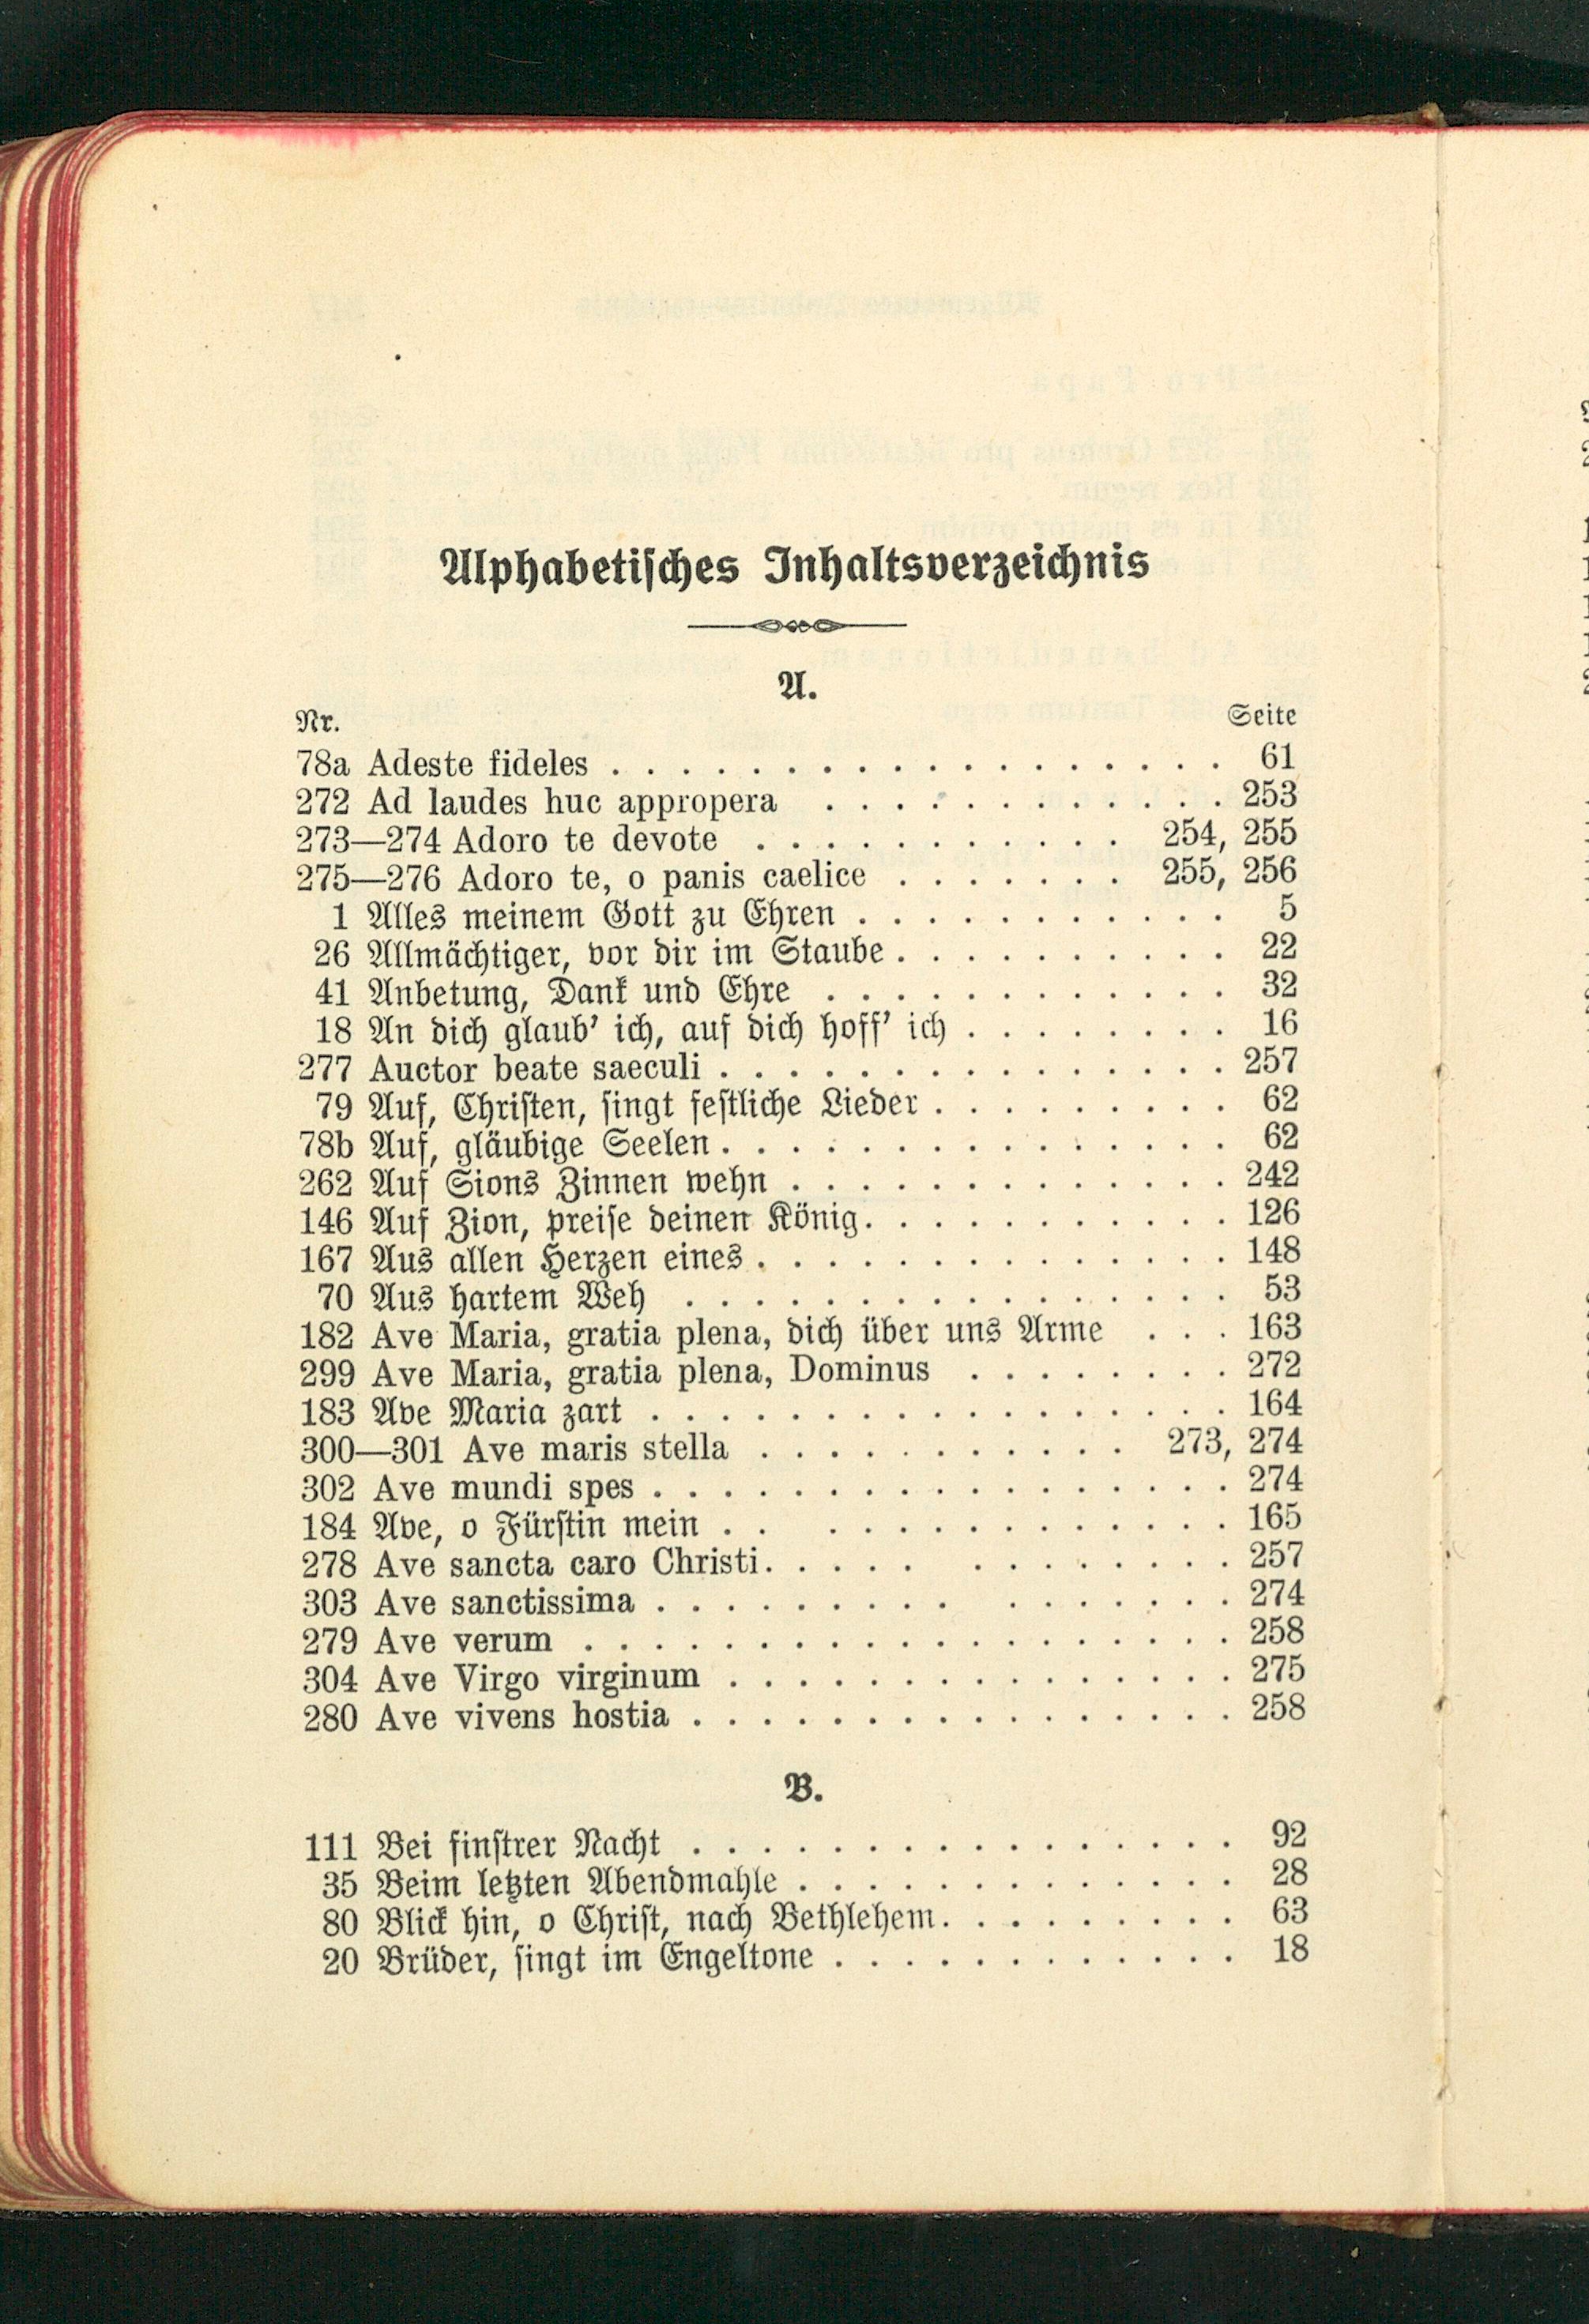 Alphabetisches Inhaltsverzeichnis
A.
Nr. Seite
78a Adeste fideles . . . . . . . . . . . . . . . . . . 61
272 Ad laudes huc appropera . . . . . . . . . . . . 253
273—274 Adoro te devote . . . . . . . . . . . 254, 255
275—276 Adoro te, o panis caelice . . . . . . . 255, 256
1 Alles meinem Gott zu Ehren . . . . . . . . . . . 5
26 Allmächtiger, vor dir im Staube . . . . . . . . . . 22
41 Anbetung, Dank und Ehre . . . . . . . . . . . . 32
18 An dich glaub' ich, auf dich hoff' ich . . . . . . . . 16
277 Auctor beate saeculi . . . . . . . . . . . . . . . 257
79 Auf, Christen, singt festliche Lieder . . . . . . . . . 62
78b Auf, gläubige Seelen . . . . . . . . . . . . . . . 62
262 Auf Sions Zinnen wehn . . . . . . . . . . . . . 242
146 Auf Zion, preise deinen König . . . . . . . . . . . 126
167 Aus allen Herzen eines . . . . . . . . . . . . . . 148
70 Aus hartem Weh . . . . . . . . . . . . . . . . 53
182 Ave Maria, gratia plena, dich über uns Arme . . . 163
299 Ave Maria, gratia plena, Dominus . . . . . . . . 272
183 Ave Maria zart . . . . . . . . . . . . . . . . . 164
300—301 Ave maris stella . . . . . . . . . . . 273, 274
302 Ave mundi spes . . . . . . . . . . . . . . . . . 274
184 Ave, o Fürstin mein . . . . . . . . . . . . . . 165
278 Ave sancta caro Christi . . . . . . . . . . . . . 257
303 Ave sanctissima . . . . . . . . . . . . . . . . 274
279 Ave verum . . . . . . . . . . . . . . . . . . . 258
304 Ave Virgo virginum . . . . . . . . . . . . . . . 275
280 Ave vivens hostia . . . . . . . . . . . . . . . . 258
B.
111 Bei finstrer Nacht . . . . . . . . . . . . . . . . 92
35 Beim letzten Abendmahle . . . . . . . . . . . . . 28
80 Blick hin, o Christ, nach Bethlehem . . . . . . . . . 63
20 Brüder, singt im Engeltone . . . . . . . . . . . . 18